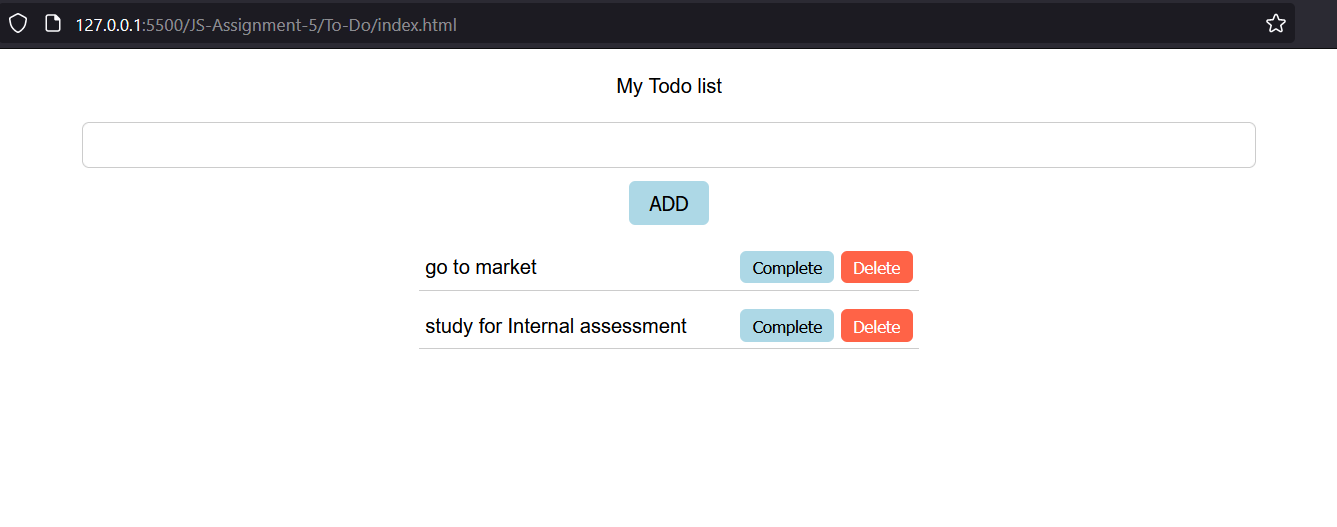 127.0.0.1:5500/JS-Assignment-5/To-Do/index.html
My Todo list
ADD
go to market Complete Delete
study for Internal assessment Complete Delete